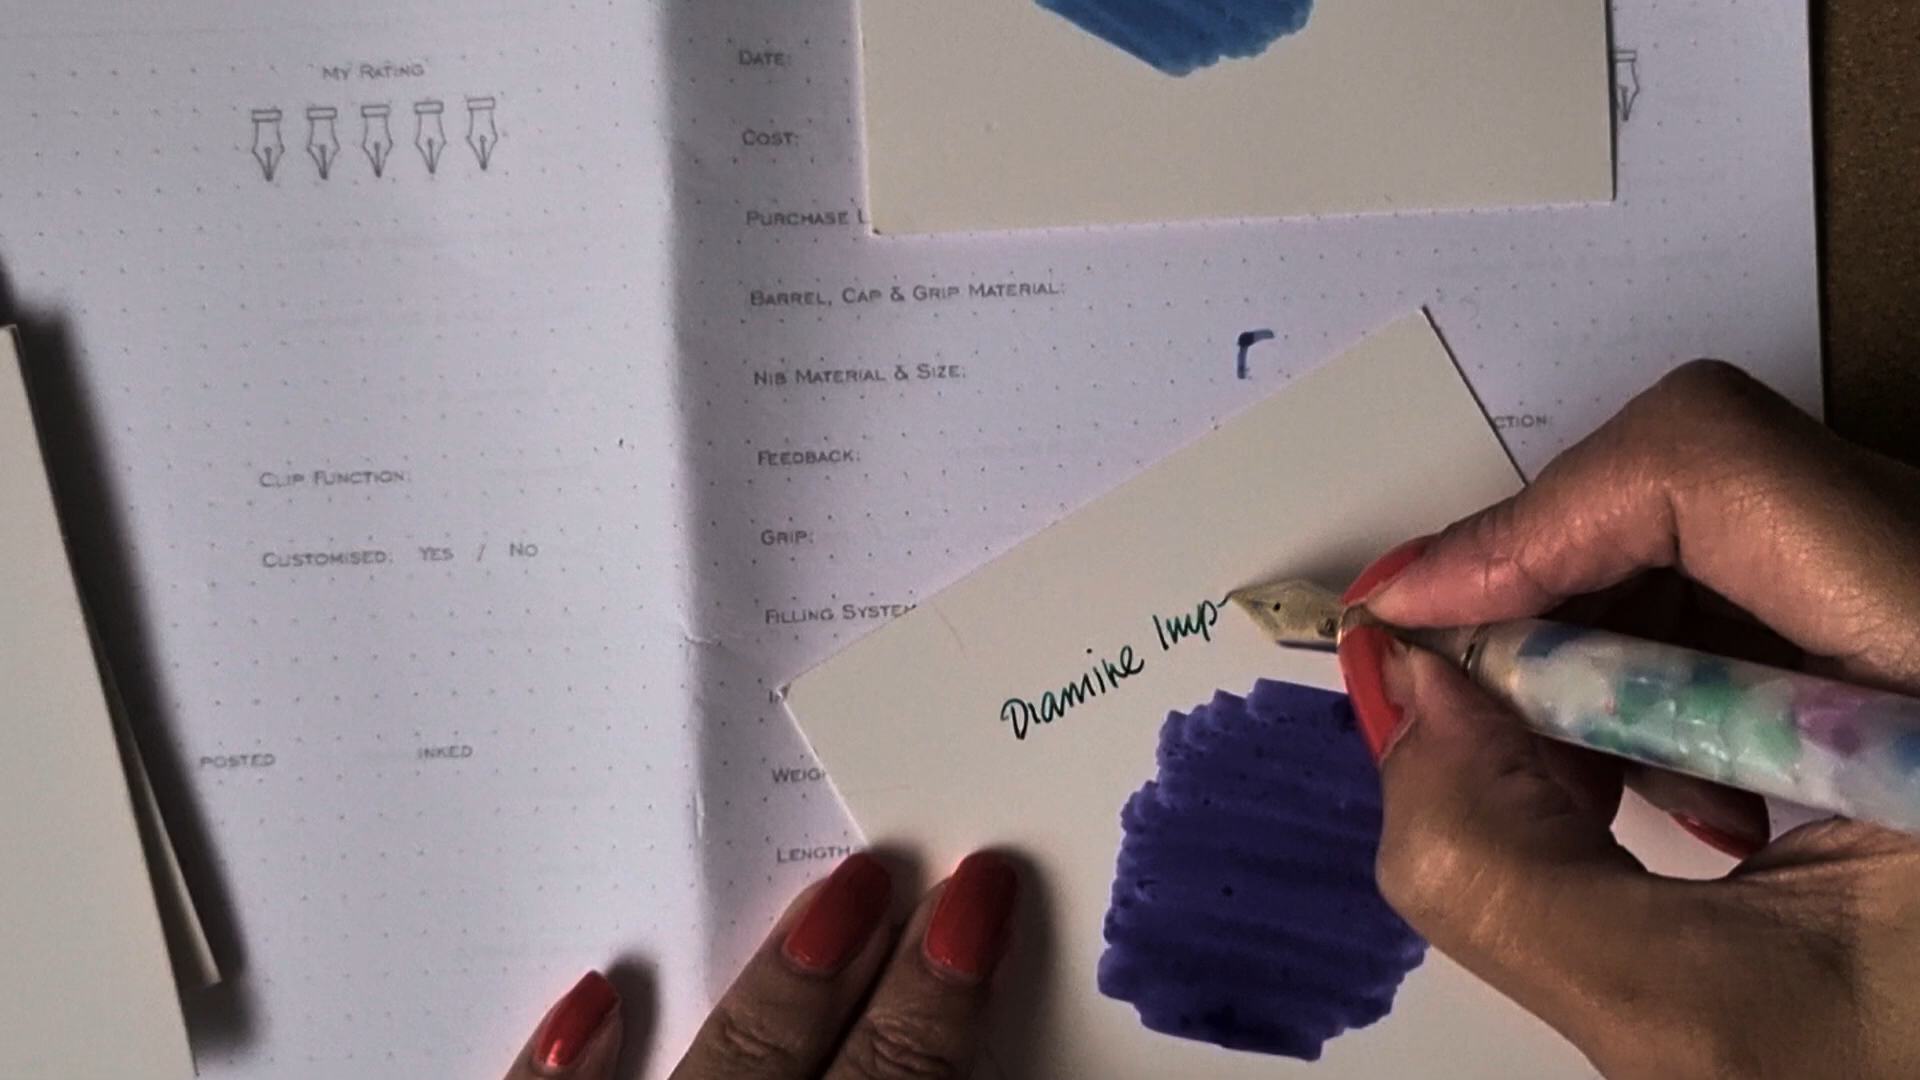 MY RATING
CLIP FUNCTION:
CUSTOMISED: YES / NO
POSTED INKED
DATE:
COST:
PURCHASE L
BARREL, CAP & GRIP MATERIAL:
NIB MATERIAL & SIZE:
FEEDBACK:
GRIP:
FILLING SYSTEM
WEIGH
LENGTH
CTION:
Diamine Imp